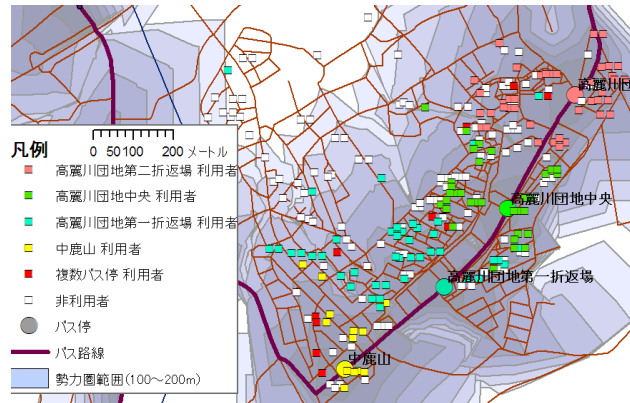 高麗川団
高麗川団地中央
高麗川団地第一折返場
中鹿山
凡例
0 50100 200 メートル
高麗川団地第二折返場 利用者
高麗川団地中央 利用者
高麗川団地第一折返場 利用者
中鹿山 利用者
複数バス停 利用者
非利用者
バス停
バス路線
勢力圏範囲(100～200m)